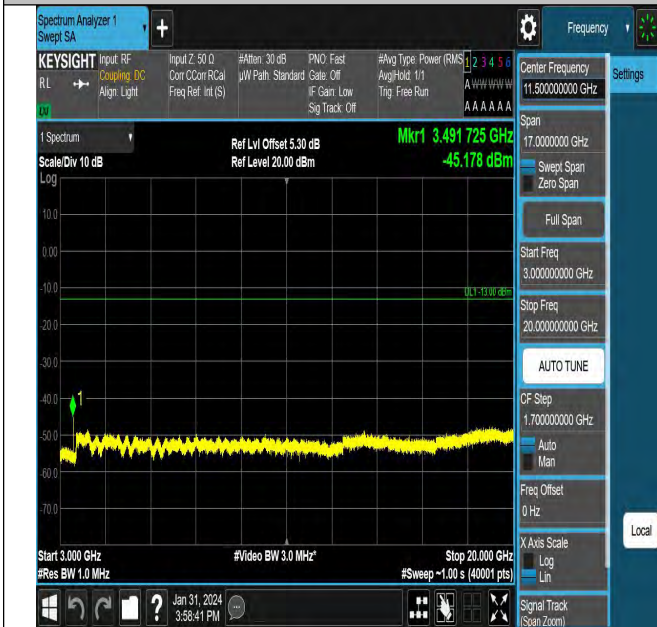 Spectrum Analyzer 1
Swept SA
+
Frequency
KEYSIGHT
RL
Input: RF
Coupling: DC
Align: Light
Input Z: 50 Ω
Corr CCorr RCal
Freq Ref: Int (S)
#Atten: 30 dB
µW Path: Standard
PNO: Fast
Gate: Off
IF Gain: Low
Sig Track: Off
#Avg Type: Power (RMS
Avg|Hold: 1/1
Trig: Free Run
1 2 3 4 5 6
A W W W W W
A A A A A A
1 Spectrum
Scale/Div 10 dB
Log
Ref Lvl Offset 5.30 dB
Ref Level 20.00 dBm
Mkr1 3.491 725 GHz
-45.178 dBm
10.0
0.00
-10.0
DL1 -13.00 dBm
-20.0
-30.0
-40.0
1
-50.0
-60.0
-70.0
Start 3.000 GHz
#Res BW 1.0 MHz
#Video BW 3.0 MHz*
Stop 20.000 GHz
#Sweep ~1.00 s (40001 pts)
?
Jan 31, 2024
3:58:41 PM
Center Frequency
11.500000000 GHz
Settings
Span
17.0000000 GHz
Swept Span
Zero Span
Full Span
Start Freq
3.000000000 GHz
Stop Freq
20.000000000 GHz
AUTO TUNE
CF Step
1.700000000 GHz
Auto
Man
Freq Offset
0 Hz
X Axis Scale
Log
Lin
Local
Signal Track
(Span Zoom)